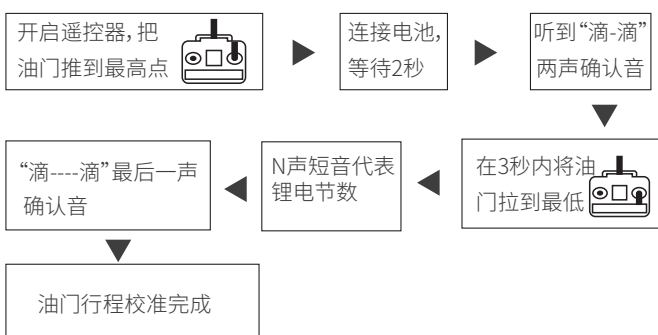 开启遥控器，把
油门推到最高点
连接电池，
等待2秒
听到“滴-滴”
两声确认音
在3秒内将油
门拉到最低
N声短音代表
锂电节数
“滴----滴”最后一声
确认音
油门行程校准完成